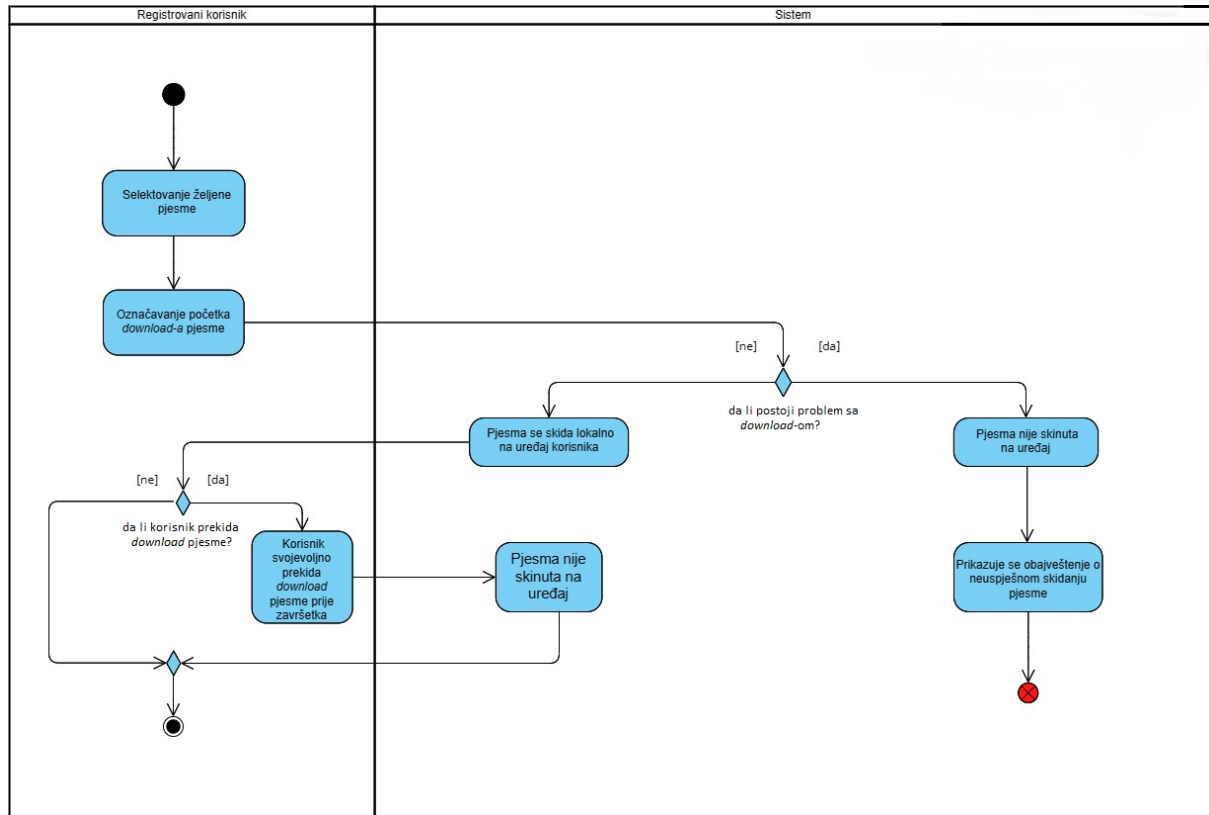 Registrovani korisnik
Sistem
Selektovanje željene
pjesme
Označavanje početka
download-a pjesme
[ne]
[da]
da li postoji problem sa
download-om?
Pjesma se skida lokalno
na uređaj korisnika
Pjesma nije skinuta
na uređaj
[ne]
[da]
da li korisnik prekida
download pjesme?
Korisnik
svojevoljno
prekida
download
pjesme prije
završetka
Pjesma nije
skinuta na
uređaj
Prikazuje se obajveštenje o
neuspješnom skidanju
pjesme